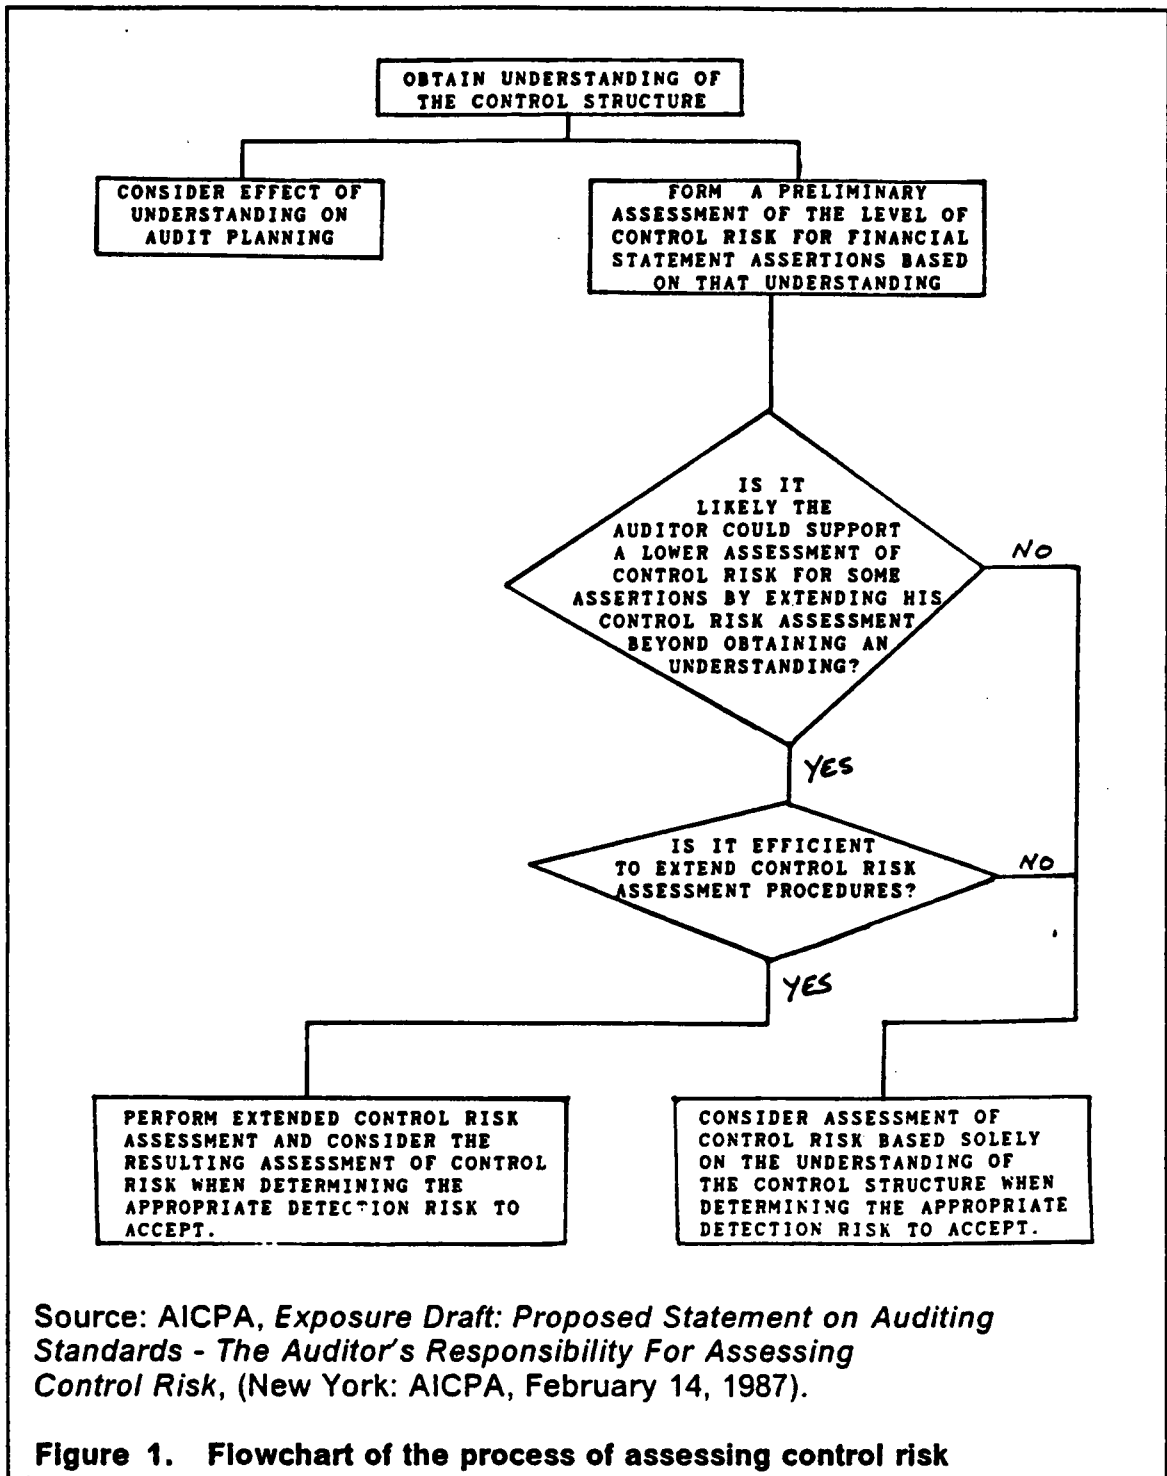 OBTAIN UNDERSTANDING OF
THE CONTROL STRUCTURE
CONSIDER EFFECT OF
UNDERSTANDING ON
AUDIT PLANNING
FORM A PRELIMINARY
ASSESSMENT OF THE LEVEL OF
CONTROL RISK FOR FINANCIAL
STATEMENT ASSERTIONS BASED
ON THAT UNDERSTANDING
IS IT
LIKELY THE
AUDITOR COULD SUPPORT
A LOWER ASSESSMENT OF
CONTROL RISK FOR SOME
ASSERTIONS BY EXTENDING HIS
CONTROL RISK ASSESSMENT
BEYOND OBTAINING AN
UNDERSTANDING?
NO
YES
IS IT EFFICIENT
TO EXTEND CONTROL RISK
ASSESSMENT PROCEDURES?
NO
YES
PERFORM EXTENDED CONTROL RISK
ASSESSMENT AND CONSIDER THE
RESULTING ASSESSMENT OF CONTROL
RISK WHEN DETERMINING THE
APPROPRIATE DETECTION RISK TO
ACCEPT.
CONSIDER ASSESSMENT OF
CONTROL RISK BASED SOLELY
ON THE UNDERSTANDING OF
THE CONTROL STRUCTURE WHEN
DETERMINING THE APPROPRIATE
DETECTION RISK TO ACCEPT.
Source: AICPA, Exposure Draft: Proposed Statement on Auditing
Standards - The Auditor's Responsibility For Assessing
Control Risk, (New York: AICPA, February 14, 1987).
Figure 1. Flowchart of the process of assessing control risk